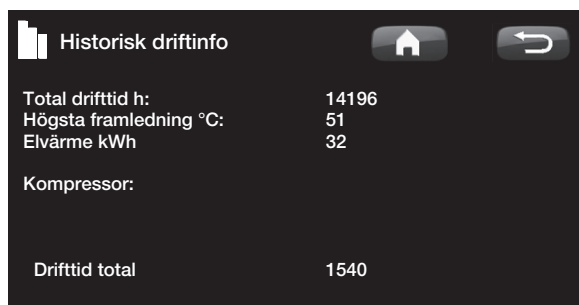 Historisk driftinfo
Total drifttid h: 14196
Högsta framledning °C: 51
Elvärme kWh 32
Kompressor:
Drifttid total 1540